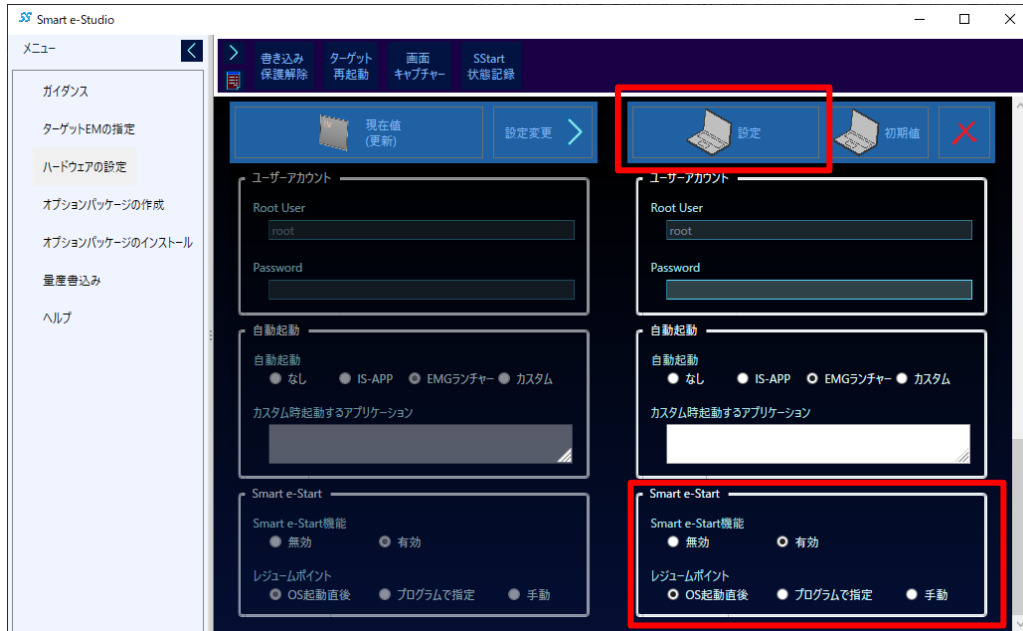 SS Smart e-Studio
メニュー
ガイダンス
ターゲットEMの指定
ハードウェアの設定
オプションパッケージの作成
オプションパッケージのインストール
量産書込み
ヘルプ
書き込み
保護解除
ターゲット
再起動
画面
キャプチャー
SStart
状態記録
現在値
(更新)
設定変更
設定
初期値
ユーザーアカウント
Root User
root
Password
自動起動
自動起動
なし IS-APP EMGランチャー カスタム
カスタム時起動するアプリケーション
Smart e-Start
Smart e-Start機能
無効 有効
レジュームポイント
OS起動直後 プログラムで指定 手動
ユーザーアカウント
Root User
root
Password
自動起動
自動起動
なし IS-APP EMGランチャー カスタム
カスタム時起動するアプリケーション
Smart e-Start
Smart e-Start機能
無効 有効
レジュームポイント
OS起動直後 プログラムで指定 手動